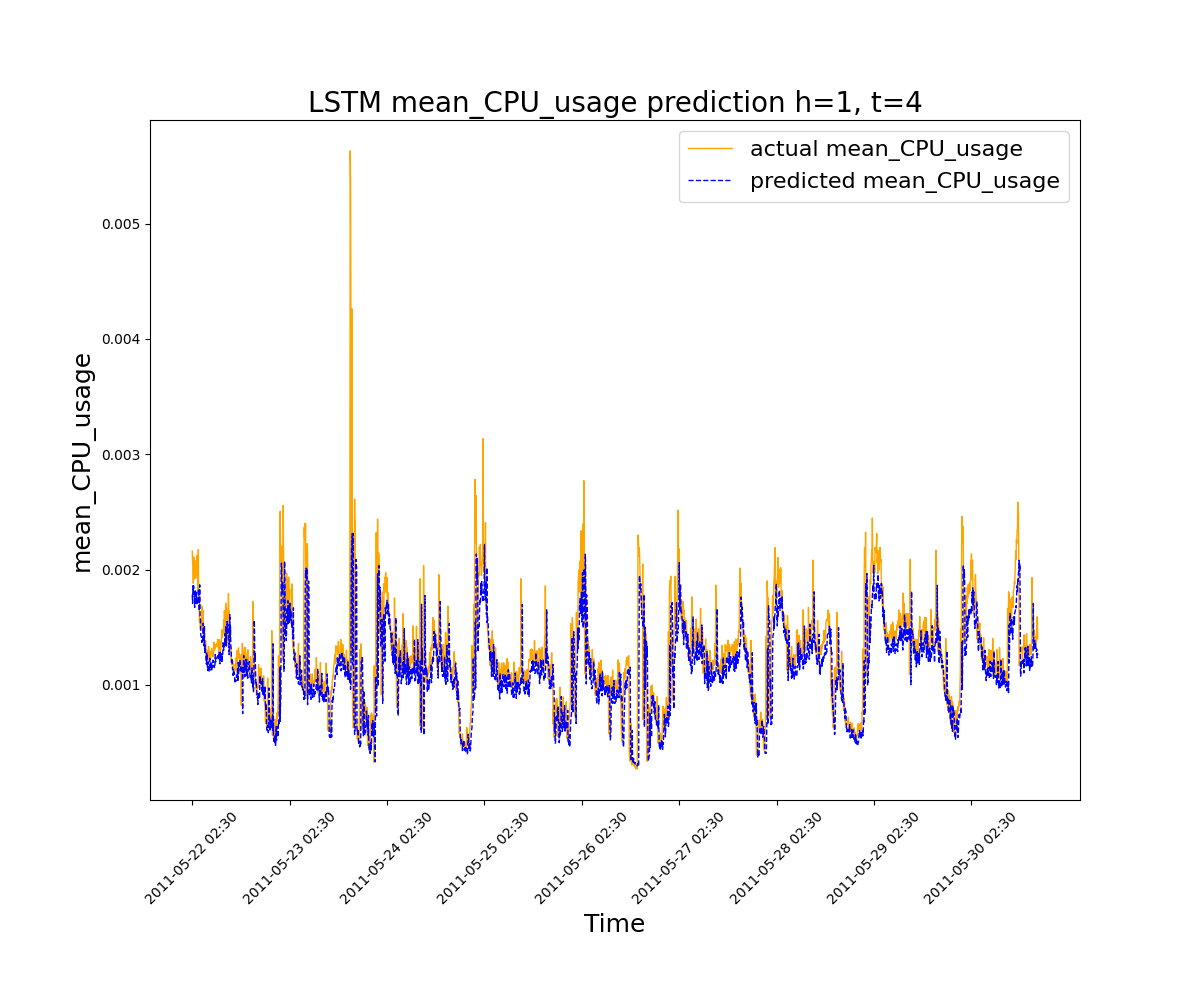 LSTM mean_CPU_usage prediction h=1, t=4
actual mean_CPU_usage
predicted mean_CPU_usage
0.005
0.004
0.003
0.002
0.001
mean_CPU_usage
2011-05-22 02:30
2011-05-23 02:30
2011-05-24 02:30
2011-05-25 02:30
2011-05-26 02:30
2011-05-27 02:30
2011-05-28 02:30
2011-05-29 02:30
2011-05-30 02:30
Time